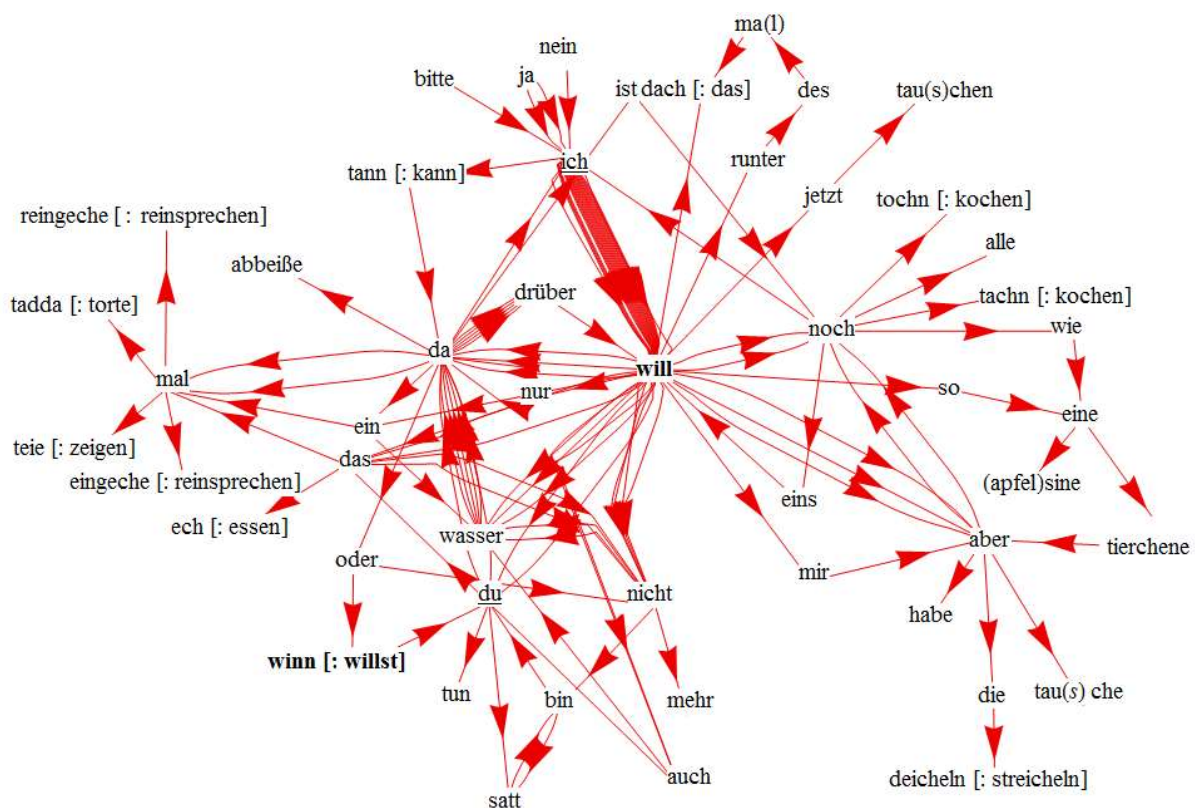 ma(l)
nein
bitte
ja
ist dach [: das]
des
tau(s)chen
ich
runter
tann [: kann]
jetzt
tochn [: kochen]
reingeche [ : reinsprechen]
alle
abbeiße
drüber
tachn [: kochen]
tadda [: torte]
noch
wie
da
will
mal
nur
so
eine
ein
teie [: zeigen]
das
eingeche [: reinsprechen]
(apfel)sine
eins
ech [: essen]
wasser
aber
tierchene
oder
mir
du
nicht
habe
winn [: willst]
tun
bin
mehr
die
tau(s) che
auch
deicheln [: streicheln]
satt